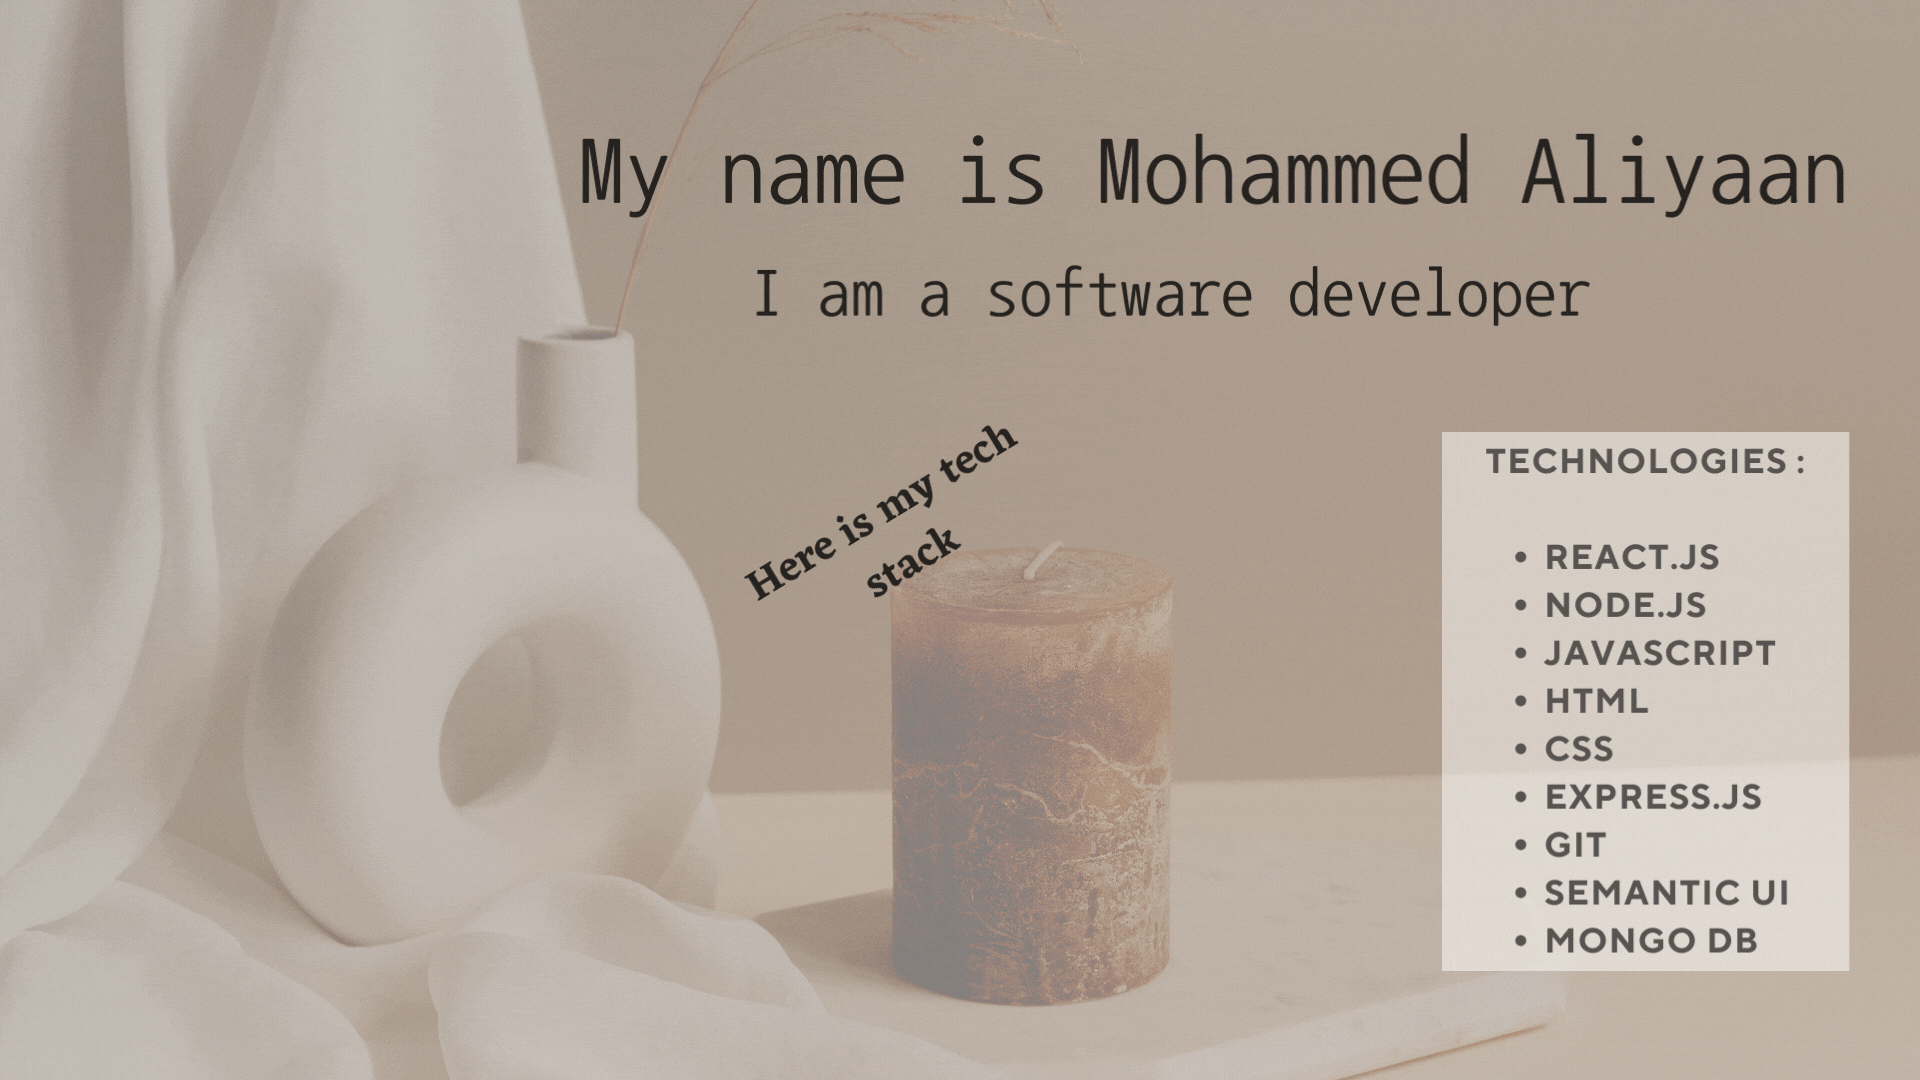 My name is Mohammed Aliyaan
I am a software developer
Here is my tech
stack
TECHNOLOGIES :
• REACT.JS
• NODE.JS
• JAVASCRIPT
• HTML
• CSS
• EXPRESS.JS
• GIT
• SEMANTIC UI
• MONGO DB